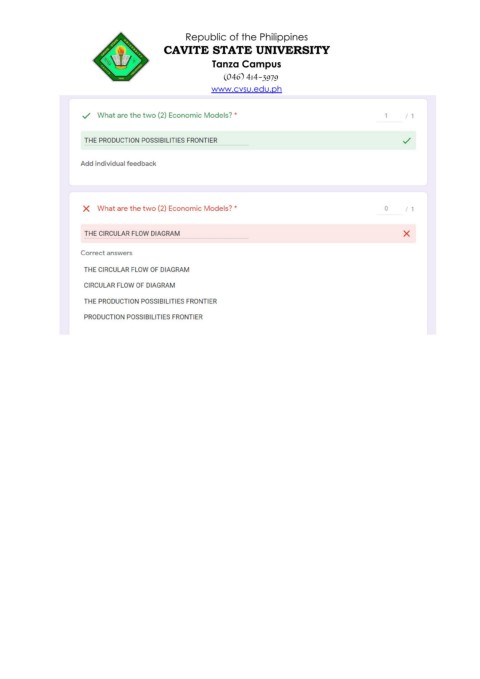 Republic of the Philippines
CAVITE STATE UNIVERSITY
Tanza Campus
(046) 414-3979
www.cvsu.edu.ph
What are the two (2) Economic Models? *
1 / 1
THE PRODUCTION POSSIBILITIES FRONTIER
Add individual feedback
What are the two (2) Economic Models? *
0 / 1
THE CIRCULAR FLOW DIAGRAM
Correct answers
THE CIRCULAR FLOW OF DIAGRAM
CIRCULAR FLOW OF DIAGRAM
THE PRODUCTION POSSIBILITIES FRONTIER
PRODUCTION POSSIBILITIES FRONTIER